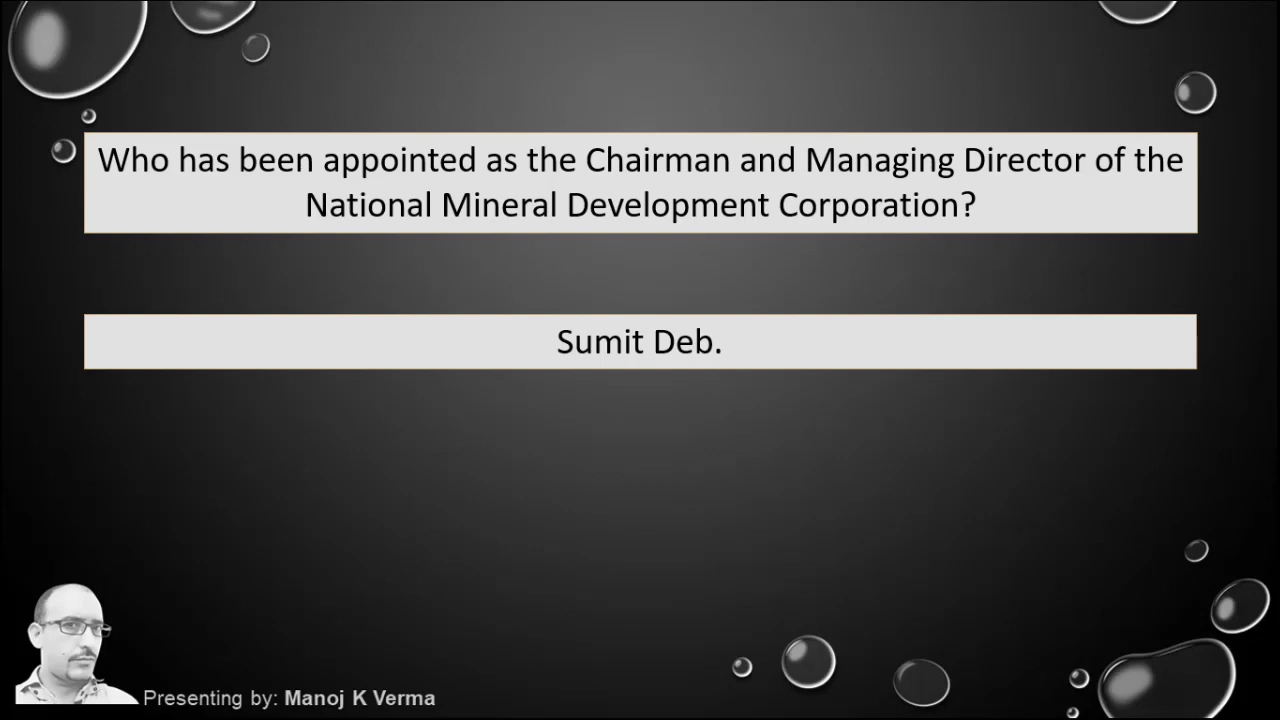 Who has been appointed as the Chairman and Managing Director of the
National Mineral Development Corporation?
Sumit Deb.
Presenting by: Manoj K Verma